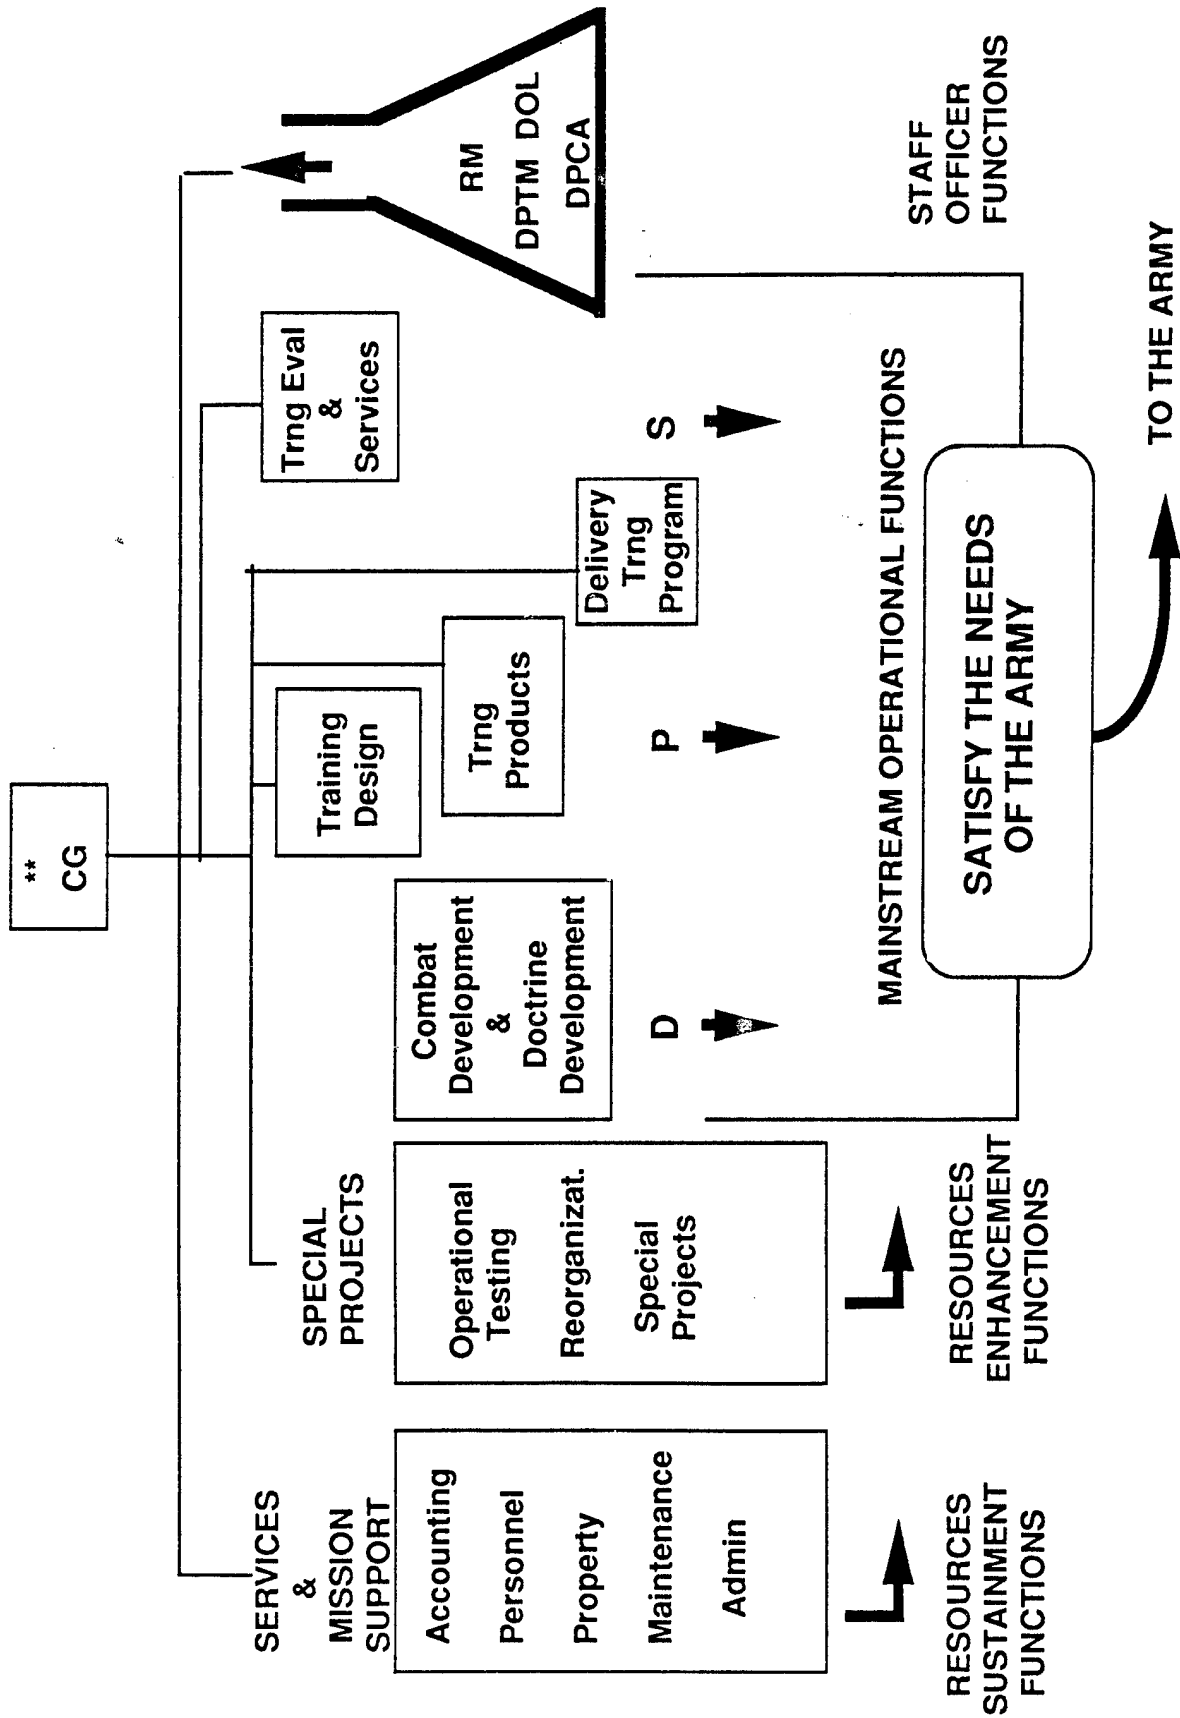 **
CG
SERVICES
&
MISSION
SUPPORT
Accounting
Personnel
Property
Maintenance
Admin
RESOURCES
SUSTAINMENT
FUNCTIONS
SPECIAL
PROJECTS
Operational
Testing
Reorganizat.
Special
Projects
RESOURCES
ENHANCEMENT
FUNCTIONS
Combat
Development
&
Doctrine
Development
Training
Design
Trng
Products
Delivery
Trng
Program
Trng Eval
&
Services
D
P
S
MAINSTREAM OPERATIONAL FUNCTIONS
SATISFY THE NEEDS
OF THE ARMY
TO THE ARMY
RM
DPTM DOL
DPCA
STAFF
OFFICER
FUNCTIONS